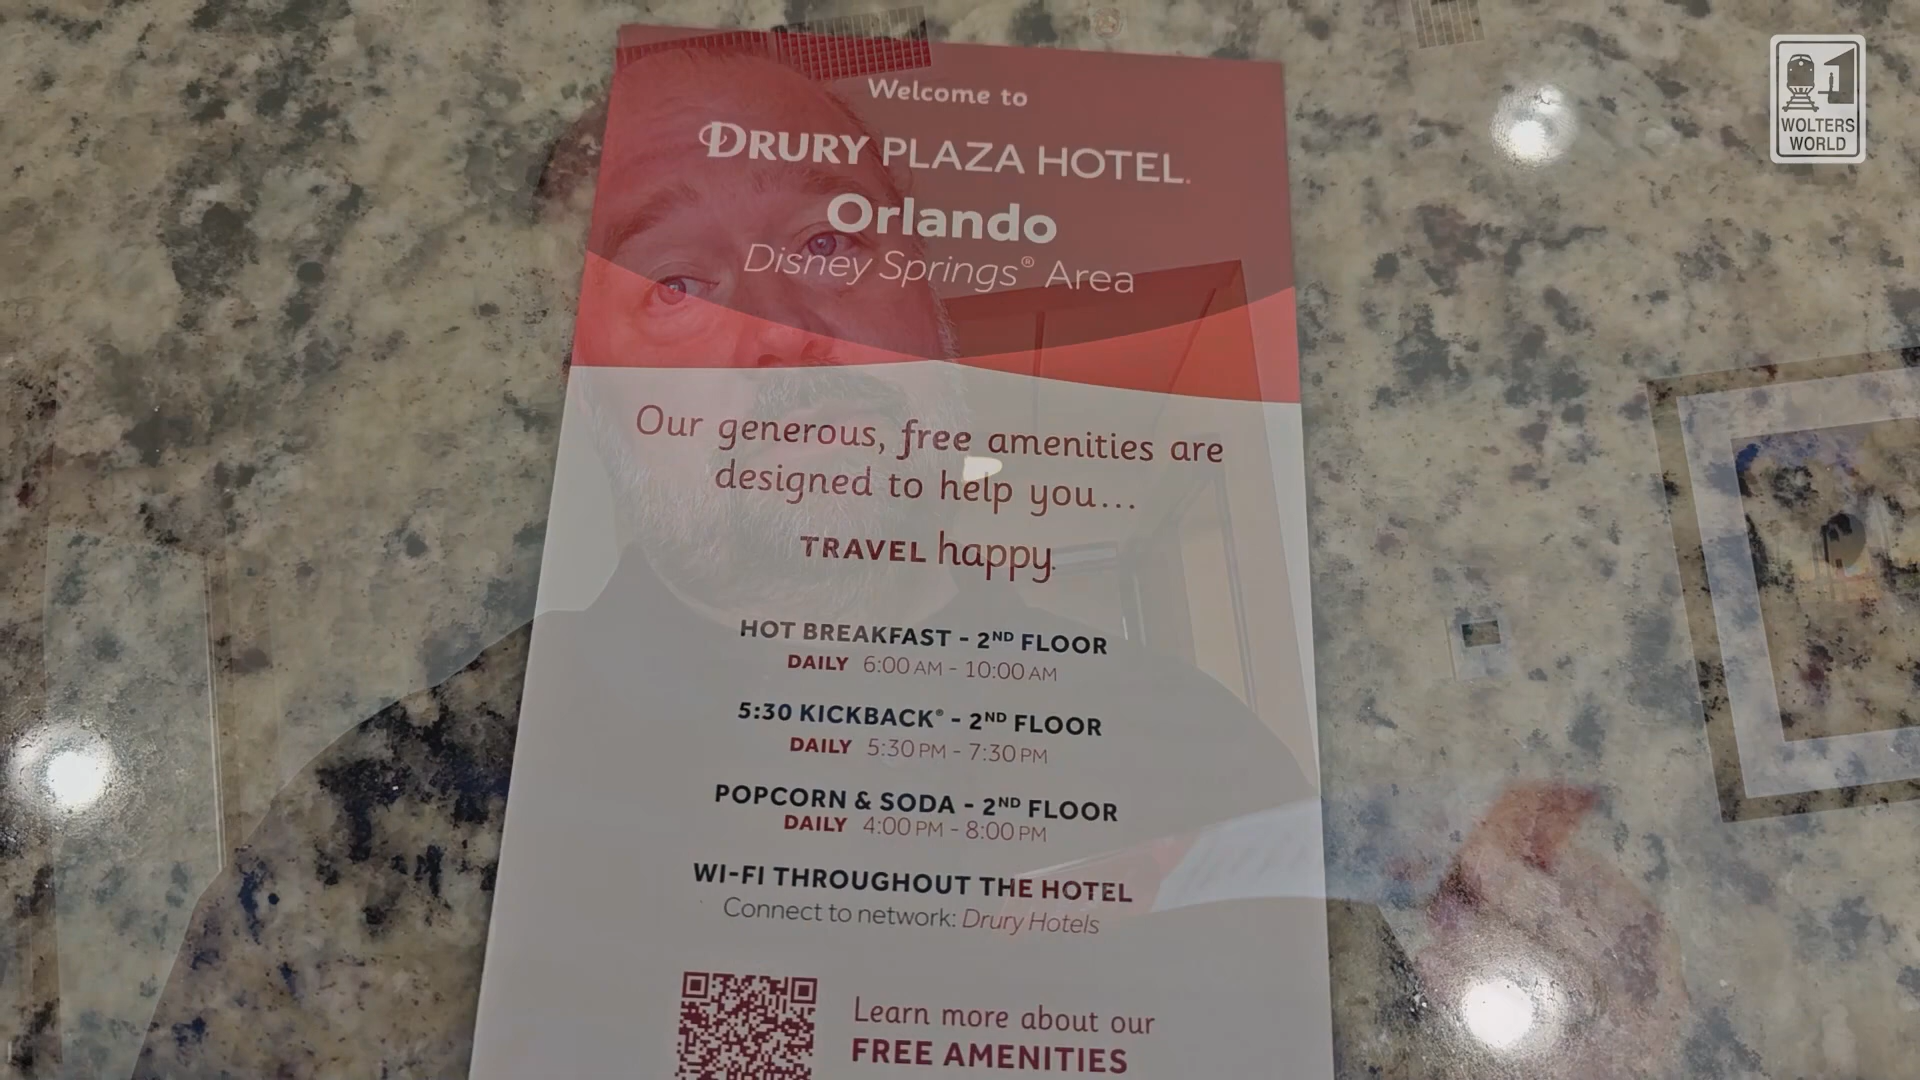 Welcome to
DRURY PLAZA HOTEL.
Orlando
Disney Springs® Area
Our generous, free amenities are
designed to help you...
TRAVEL happy.
HOT BREAKFAST - 2ND FLOOR
DAILY 6:00 AM - 10:00 AM
5:30 KICKBACK® - 2ND FLOOR
DAILY 5:30 PM - 7:30 PM
POPCORN & SODA - 2ND FLOOR
DAILY 4:00 PM - 8:00 PM
WI-FI THROUGHOUT THE HOTEL
Connect to network: Drury Hotels
Learn more about our
FREE AMENITIES
WOLTERS
WORLD